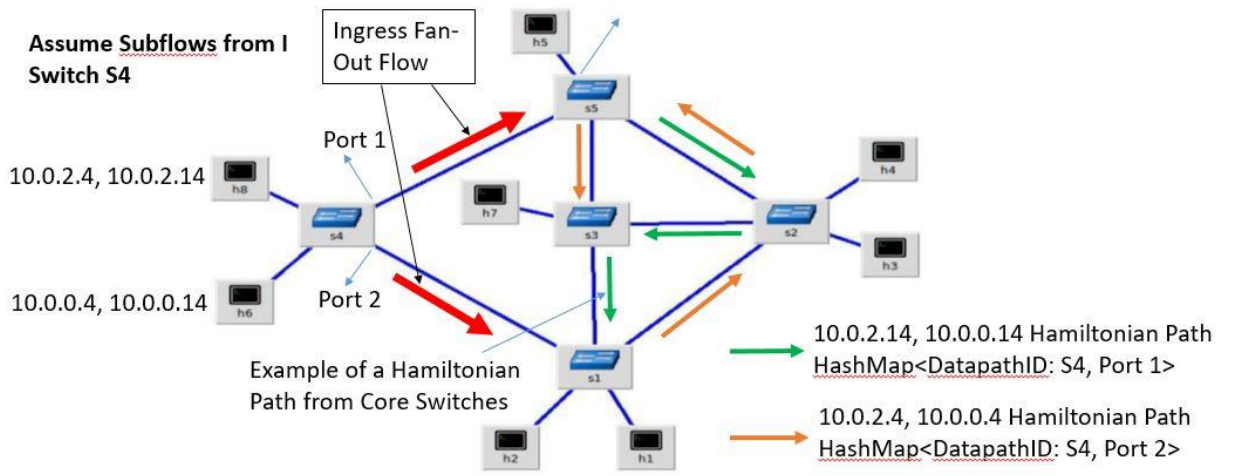 Assume Subflows from I
Switch S4
Ingress Fan-
Out Flow
h5
s5
Port 1
10.0.2.4, 10.0.2.14
h8
h4
h7
s4
s3
s2
h3
10.0.0.4, 10.0.0.14
h6
Port 2
10.0.2.14, 10.0.0.14 Hamiltonian Path
HashMap<DatapathID: S4, Port 1>
Example of a Hamiltonian
Path from Core Switches
s1
10.0.2.4, 10.0.0.4 Hamiltonian Path
HashMap<DatapathID: S4, Port 2>
h2
h1